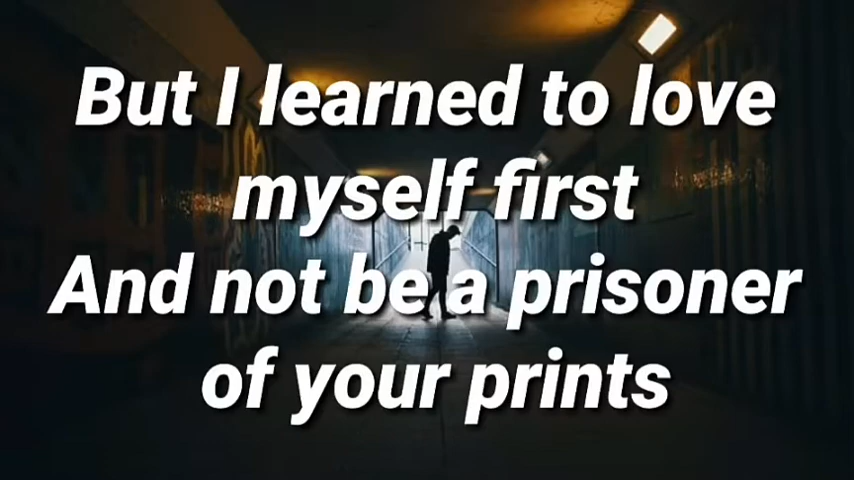 But I learned to love
myself first
And not be a prisoner
of your prints